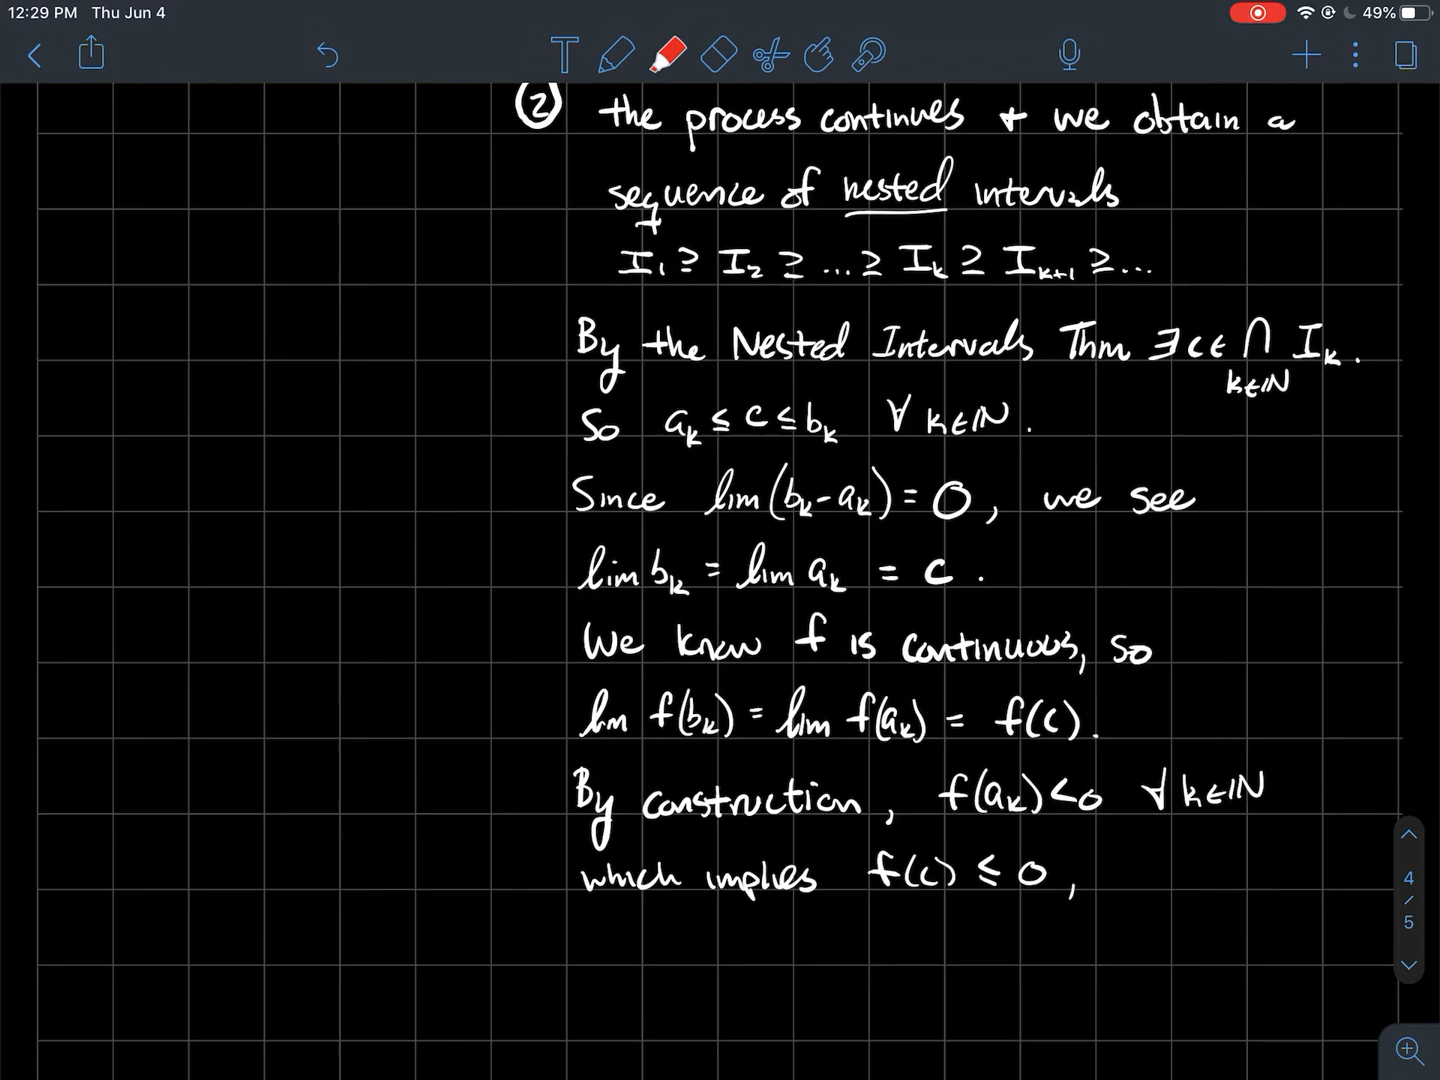 12:29 PM Thu Jun 4
49%
② the process continues + we obtain a
sequence of nested intervals
I₁ ⊇ I₂ ⊇ ... ⊇ Iₖ ⊇ Iₖ₊₁ ⊇ ...
By the Nested Intervals Thm ∃ c ∈ ⋂ Iₖ.
k∈ℕ
So aₖ ≤ c ≤ bₖ ∀ k∈ℕ.
Since lim(bₖ - aₖ) = 0, we see
lim bₖ = lim aₖ = c.
We know f is continuous, so
lim f(bₖ) = lim f(aₖ) = f(c).
By construction, f(aₖ) < 0 ∀ k∈ℕ
which implies f(c) ≤ 0,
4
/
5